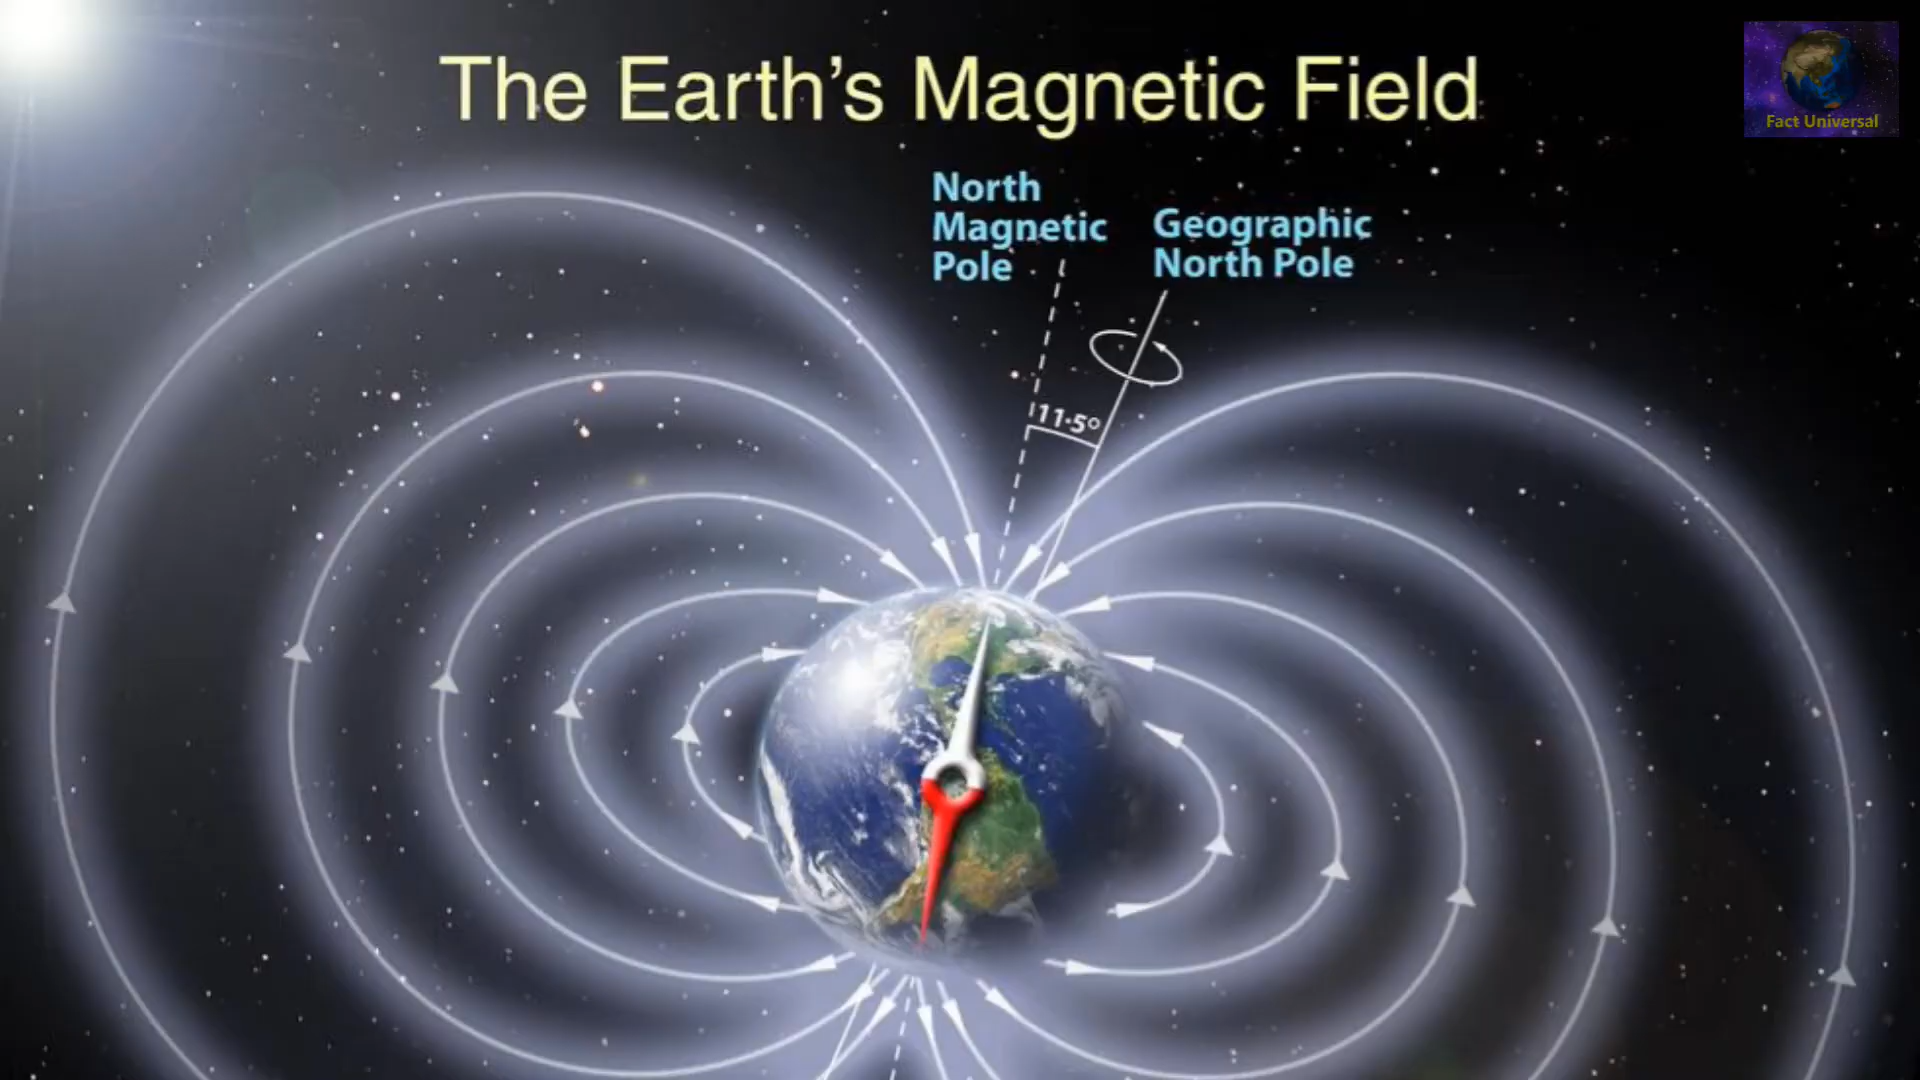 The Earth's Magnetic Field
Fact Universal
North
Magnetic
Pole
Geographic
North Pole
11·5°